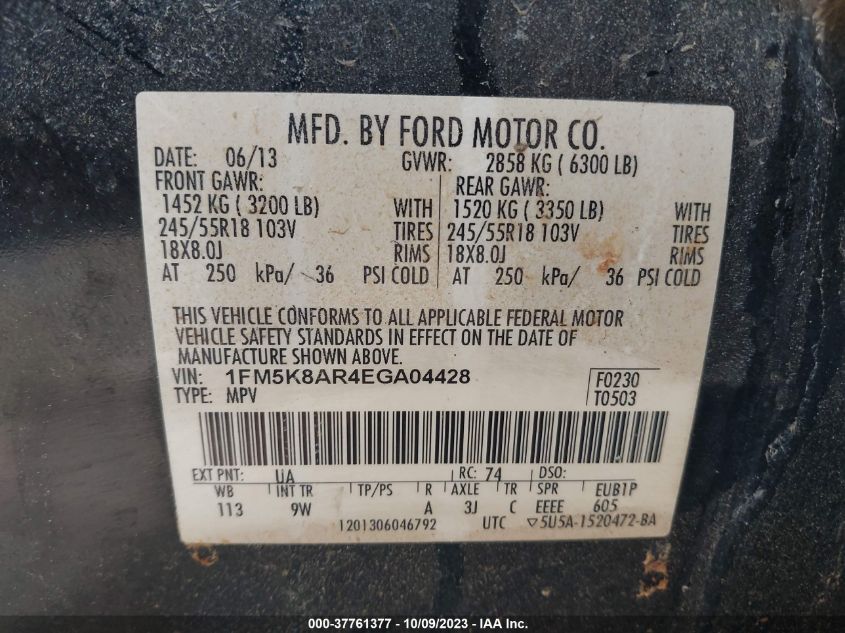 MFD. BY FORD MOTOR CO.
DATE: 06/13 GVWR: 2858 KG ( 6300 LB)
FRONT GAWR: REAR GAWR:
1452 KG ( 3200 LB) WITH 1520 KG ( 3350 LB) WITH
245/55R18 103V TIRES 245/55R18 103V TIRES
18X8.0J RIMS 18X8.0J RIMS
AT 250 kPa/ 36 PSI COLD AT 250 kPa/ 36 PSI COLD
THIS VEHICLE CONFORMS TO ALL APPLICABLE FEDERAL MOTOR
VEHICLE SAFETY STANDARDS IN EFFECT ON THE DATE OF
MANUFACTURE SHOWN ABOVE.
VIN: 1FM5K8AR4EGA04428 F0230
TYPE: MPV T0503
EXT PNT: UA RC: 74 DSO:
WB INT TR TP/PS R AXLE TR SPR EUB1P
113 9W A 3J C EEEE 605
1201306046792 UTC ▽5U5A-1520472-BA
000-37761377 | 10/09/2023 | IAA Inc.